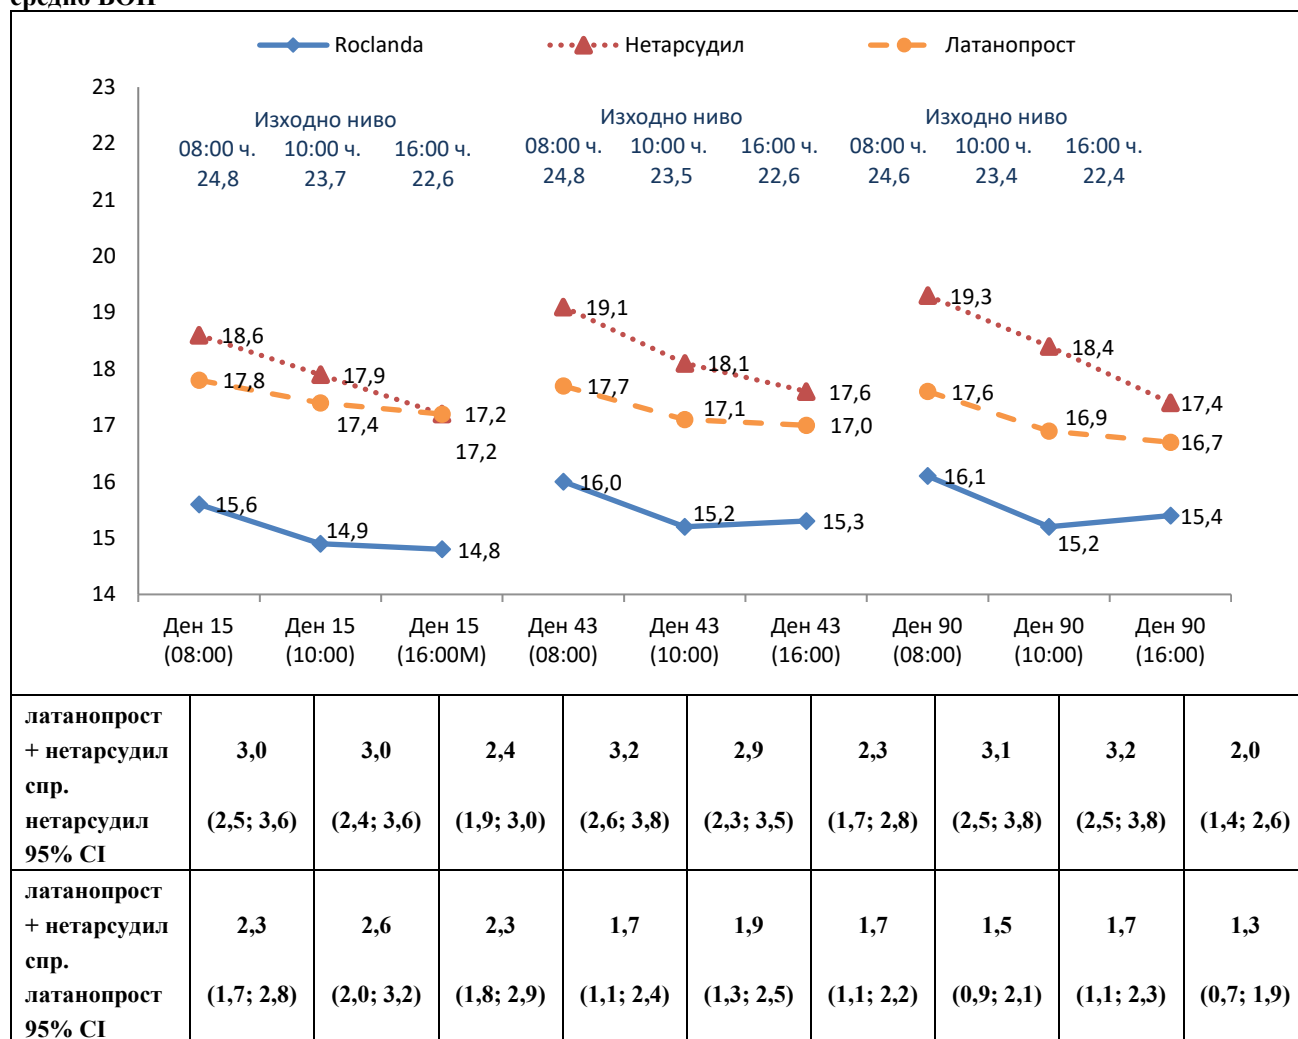 средно ВОН
Roclanda Нетарсудил Латанопрост
23
22
21
20
19
18
17
16
15
14
Изходно ниво Изходно ниво Изходно ниво
08:00 ч. 10:00 ч. 16:00 ч. 08:00 ч. 10:00 ч. 16:00 ч. 08:00 ч. 10:00 ч. 16:00 ч.
24,8 23,7 22,6 24,8 23,5 22,6 24,6 23,4 22,4
18,6 17,9 17,2 19,1 18,1 17,6 19,3 18,4 17,4
17,8 17,4 17,2 17,7 17,1 17,0 17,6 16,9 16,7
15,6 14,9 14,8 16,0 15,2 15,3 16,1 15,2 15,4
Ден 15 Ден 15 Ден 15 Ден 43 Ден 43 Ден 43 Ден 90 Ден 90 Ден 90
(08:00) (10:00) (16:00M) (08:00) (10:00) (16:00) (08:00) (10:00) (16:00)
латанопрост
+ нетарсудил 3,0 3,0 2,4 3,2 2,9 2,3 3,1 3,2 2,0
спр.
нетарсудил (2,5; 3,6) (2,4; 3,6) (1,9; 3,0) (2,6; 3,8) (2,3; 3,5) (1,7; 2,8) (2,5; 3,8) (2,5; 3,8) (1,4; 2,6)
95% CI
латанопрост
+ нетарсудил 2,3 2,6 2,3 1,7 1,9 1,7 1,5 1,7 1,3
спр.
латанопрост (1,7; 2,8) (2,0; 3,2) (1,8; 2,9) (1,1; 2,4) (1,3; 2,5) (1,1; 2,2) (0,9; 2,1) (1,1; 2,3) (0,7; 1,9)
95% CI